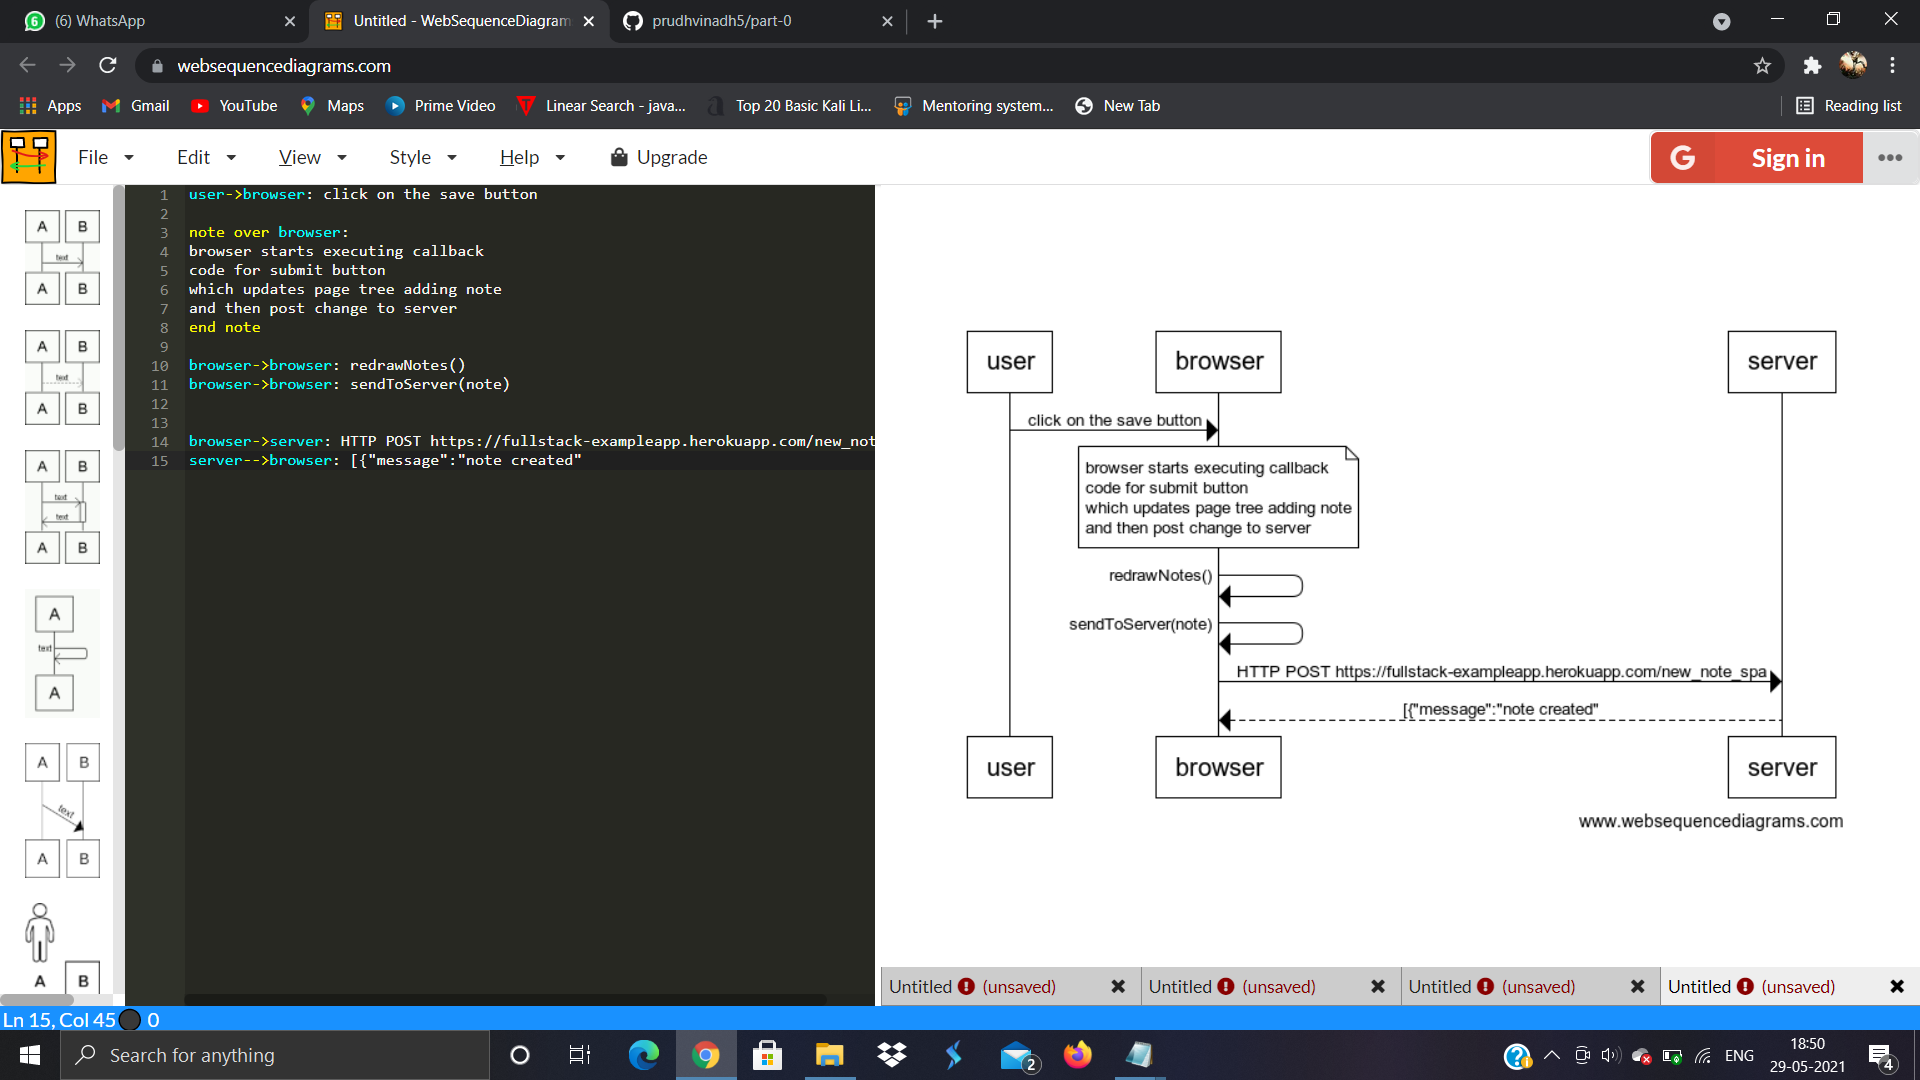 (6) WhatsApp
Untitled - WebSequenceDiagram
prudhvinadh5/part-0
websequencediagrams.com
Apps
Gmail
YouTube
Maps
Prime Video
Linear Search - java...
Top 20 Basic Kali Li...
Mentoring system...
New Tab
Reading list
File
Edit
View
Style
Help
Upgrade
G
Sign in
A B
text
A B
A B
text
A B
A B
text
text
A B
A
text
A
A B
text
A B
A B
1 user->browser: click on the save button
2
3 note over browser:
4 browser starts executing callback
5 code for submit button
6 which updates page tree adding note
7 and then post change to server
8 end note
9
10 browser->browser: redrawNotes()
11 browser->browser: sendToServer(note)
12
13
14 browser->server: HTTP POST https://fullstack-exampleapp.herokuapp.com/new_not
15 server-->browser: [{"message":"note created"
user
browser
server
click on the save button
browser starts executing callback
code for submit button
which updates page tree adding note
and then post change to server
redrawNotes()
sendToServer(note)
HTTP POST https://fullstack-exampleapp.herokuapp.com/new_note_spa
[{"message":"note created"
user
browser
server
www.websequencediagrams.com
Untitled (unsaved)
Untitled (unsaved)
Untitled (unsaved)
Untitled (unsaved)
Ln 15, Col 45 0
Search for anything
2
ENG
18:50
29-05-2021
4